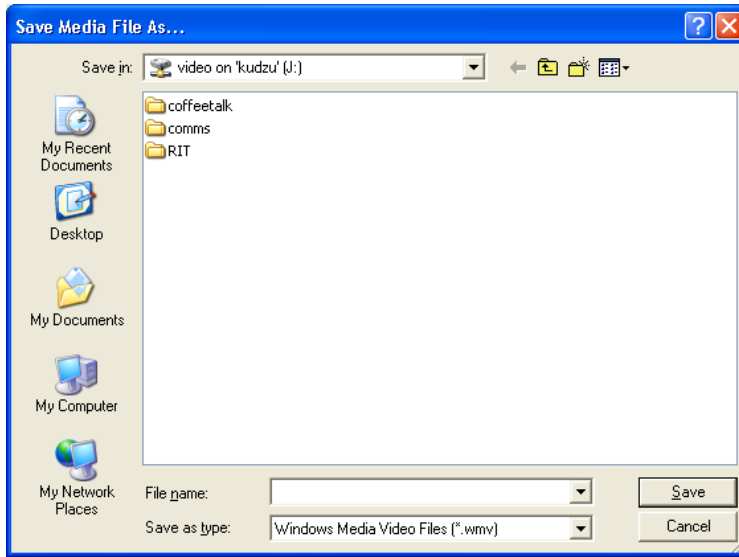 Save Media File As...
Save in:
video on 'kudzu' (J:)
My Recent
Documents
Desktop
My Documents
My Computer
My Network
Places
coffeetalk
comms
RIT
File name:
Save
Save as type:
Windows Media Video Files (*.wmv)
Cancel